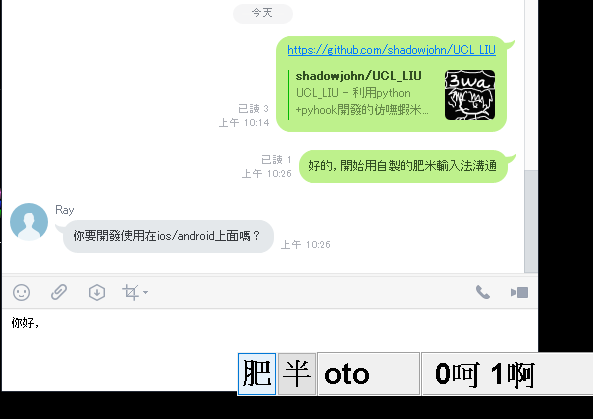 今天
https://github.com/shadowjohn/UCL_LIU
shadowjohn/UCL_LIU
UCL_LIU - 利用python
+pyhook開發的仿嘸蝦米...
3wa
已讀 3
上午 10:14
已讀 1
上午 10:26
好的, 開始用自製的肥米輸入法溝通
Ray
你要開發使用在ios/android上面嗎？
上午 10:26
你好,
肥 半 oto 0呵 1啊